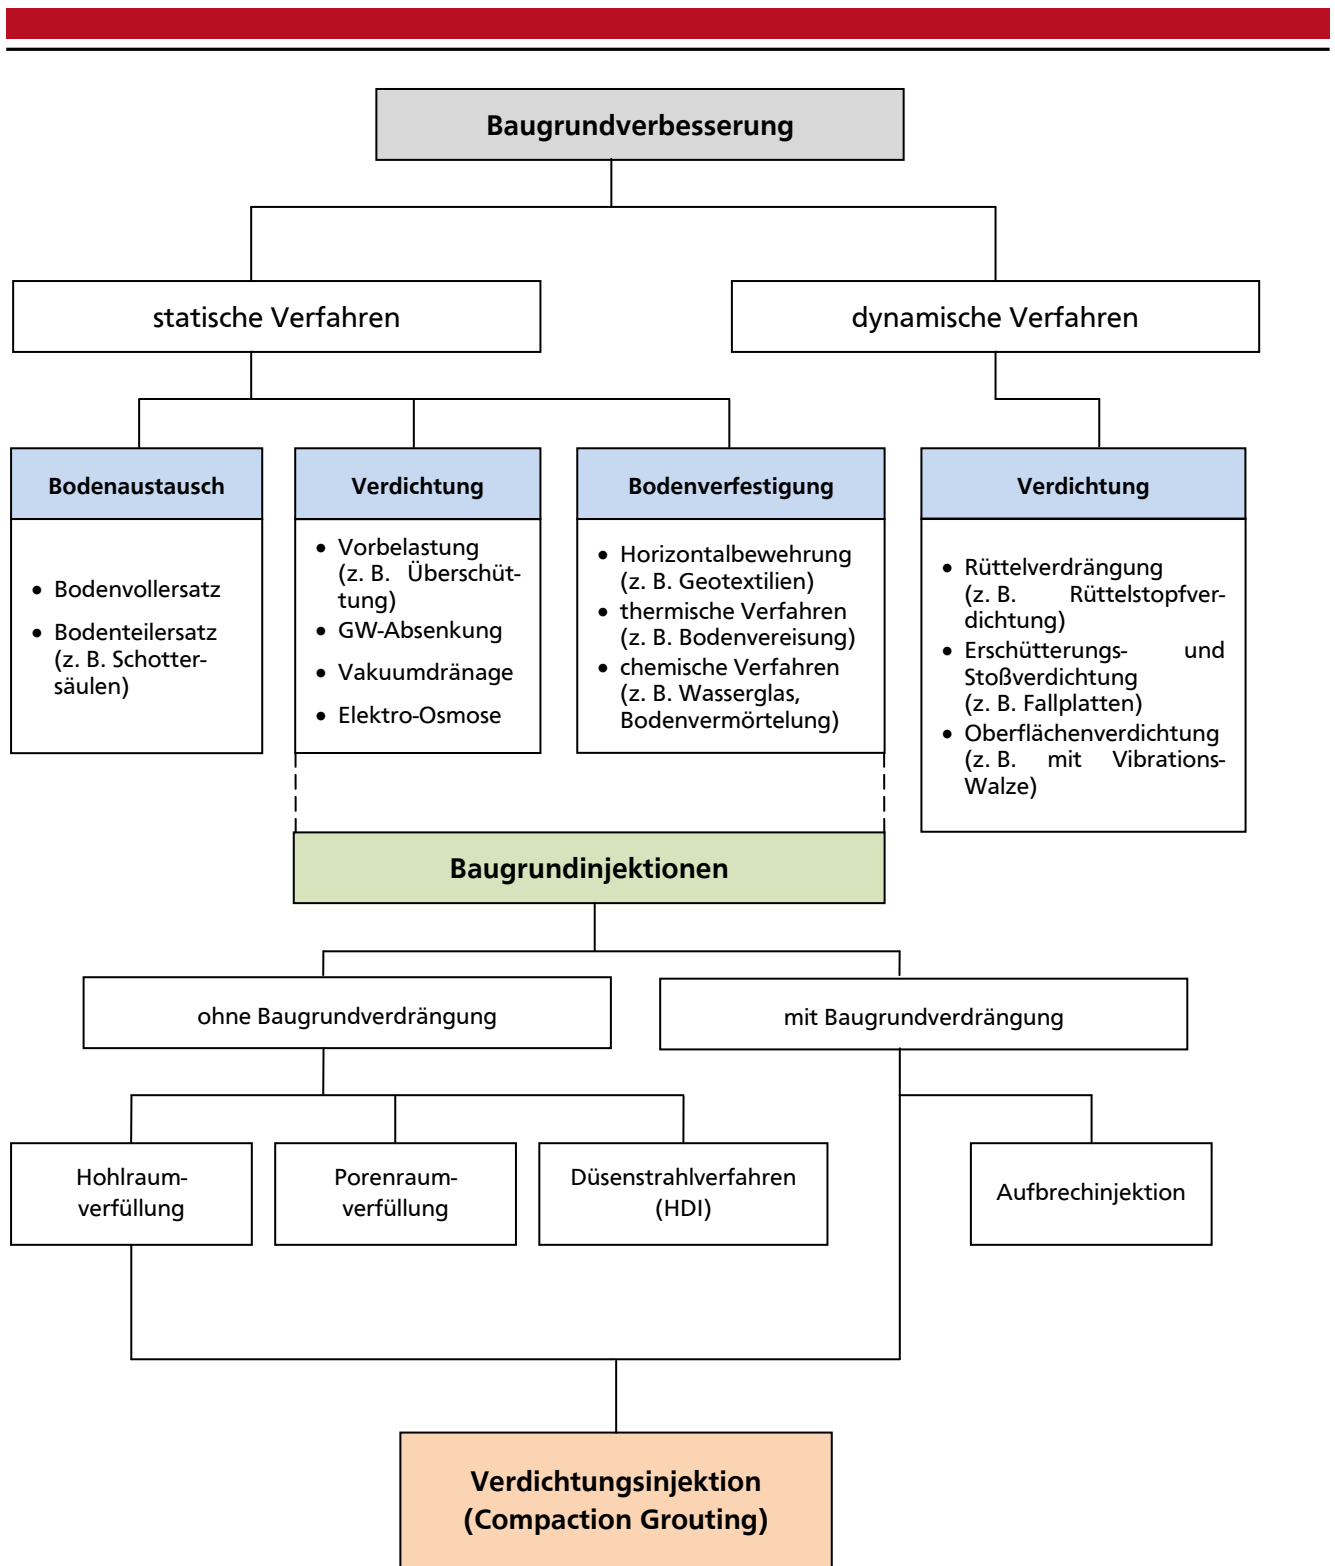 Baugrundverbesserung
statische Verfahren
dynamische Verfahren
Bodenaustausch
• Bodenvollersatz
• Bodenteilersatz
(z. B. Schotter-
säulen)
Verdichtung
• Vorbelastung
(z. B. Überschüt-
tung)
• GW-Absenkung
• Vakuumdränage
• Elektro-Osmose
Bodenverfestigung
• Horizontalbewehrung
(z. B. Geotextilien)
• thermische Verfahren
(z. B. Bodenvereisung)
• chemische Verfahren
(z. B. Wasserglas,
Bodenvermörtelung)
Verdichtung
• Rüttelverdrängung
(z. B. Rüttelstopfver-
dichtung)
• Erschütterungs- und
Stoßverdichtung
(z. B. Fallplatten)
• Oberflächenverdichtung
(z. B. mit Vibrations-
Walze)
Baugrundinjektionen
ohne Baugrundverdrängung
mit Baugrundverdrängung
Hohlraum-
verfüllung
Porenraum-
verfüllung
Düsenstrahlverfahren
(HDI)
Aufbrechinjektion
Verdichtungsinjektion
(Compaction Grouting)